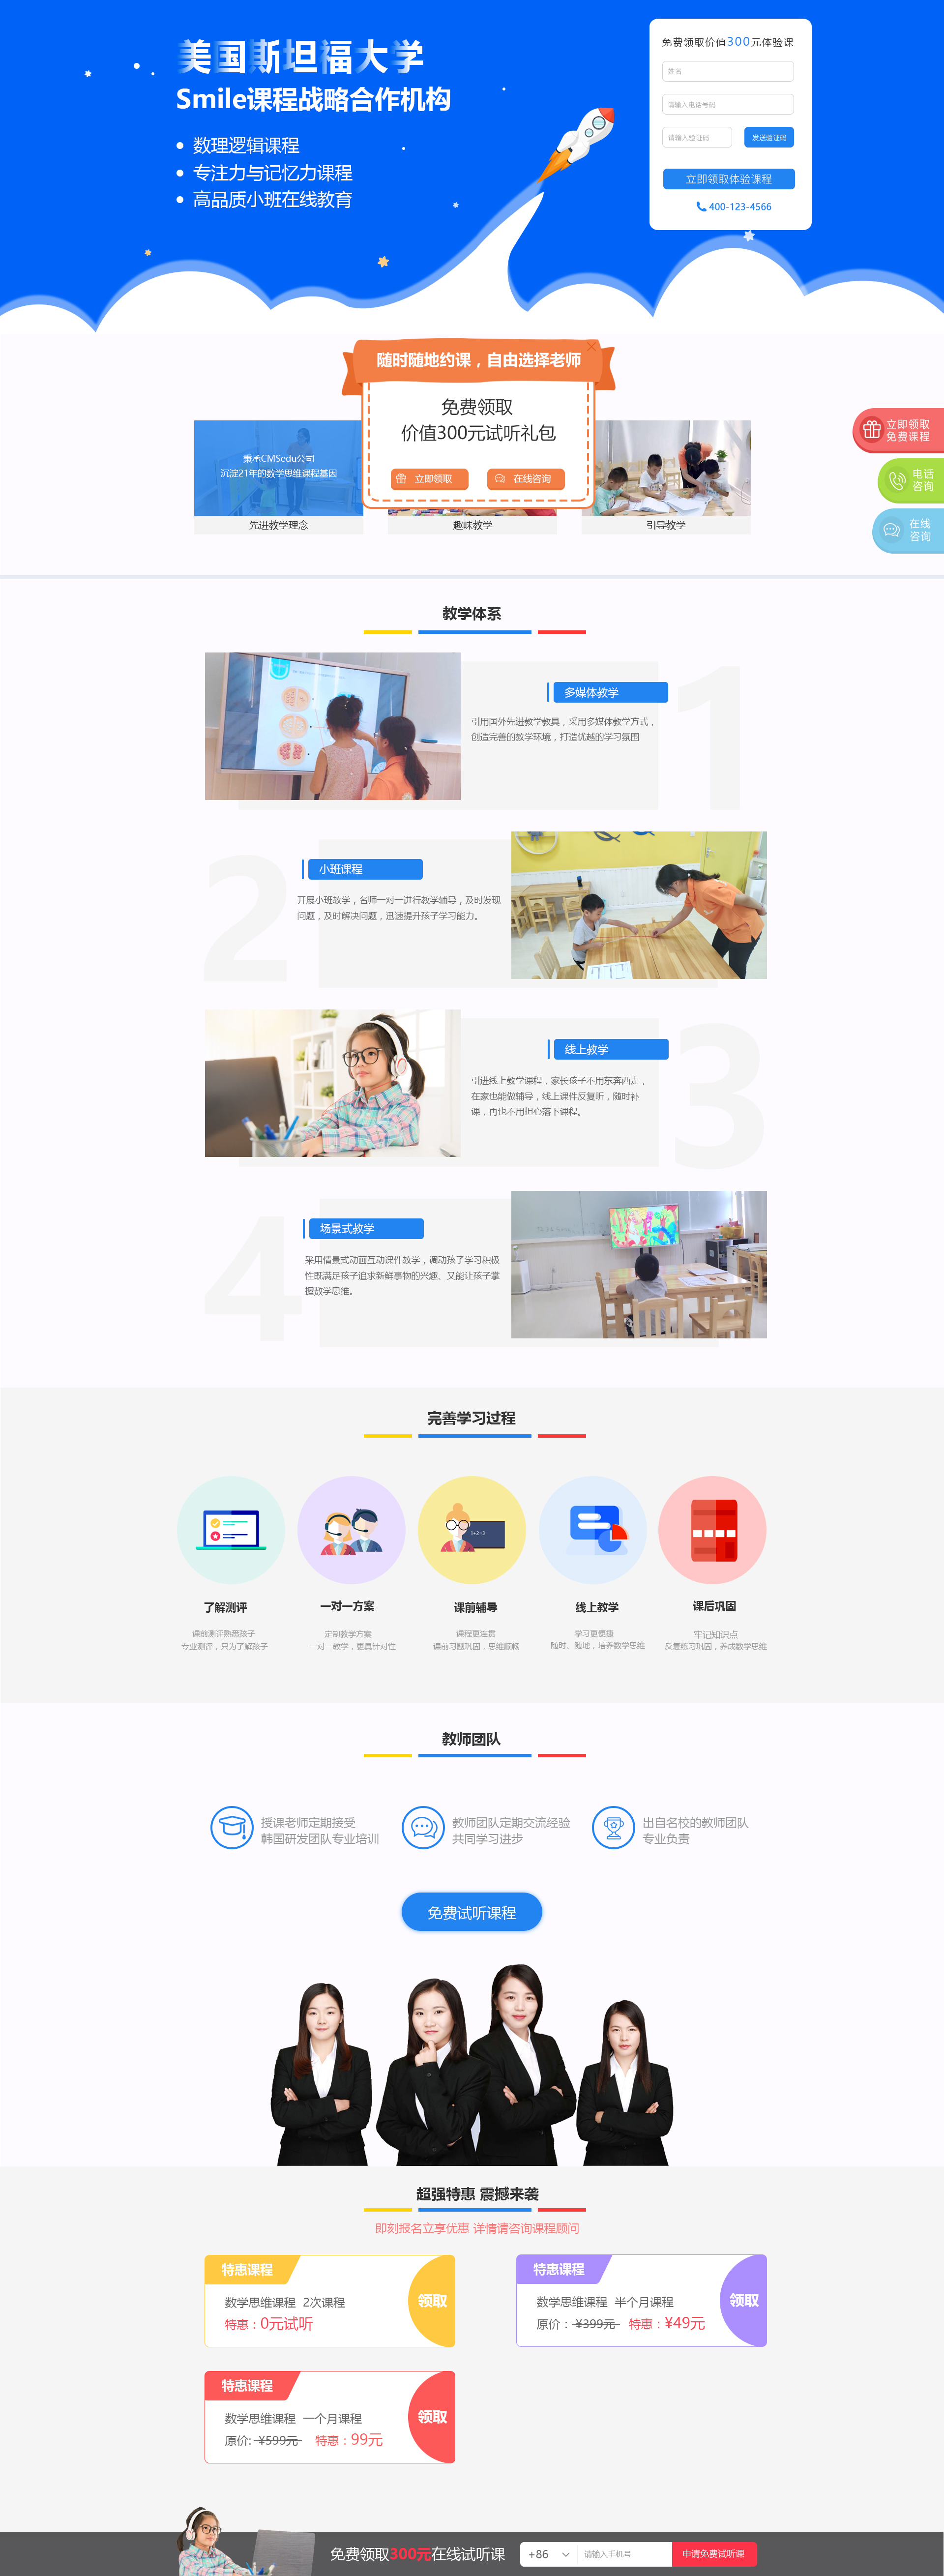 美国斯坦福大学
Smile课程战略合作机构
数理逻辑课程
专注力与记忆力课程
高品质小班在线教育
免费领取价值300元体验课
姓名
请输入电话号码
请输入验证码
发送验证码
立即领取体验课程
400-123-4566
随时随地约课，自由选择老师
免费领取
价值300元试听礼包
立即领取
在线咨询
秉承CMSedu公司
沉淀21年的数学思维课程基因
先进教学理念
趣味教学
引导教学
立即领取
免费课程
电话
咨询
在线
咨询
教学体系
1
多媒体教学
引用国外先进教学教具，采用多媒体教学方式，
创造完善的教学环境，打造优越的学习氛围
2
小班课程
开展小班教学，名师一对一进行教学辅导，及时发现
问题，及时解决问题，迅速提升孩子学习能力。
3
线上教学
引进线上教学课程，家长孩子不用东奔西走，
在家也能做辅导，线上课件反复听，随时补
课，再也不用担心落下课程。
4
场景式教学
采用情景式动画互动课件教学，调动孩子学习积极
性既满足孩子追求新鲜事物的兴趣、又能让孩子掌
握数学思维。
完善学习过程
1+2=3
了解测评
课前测评熟悉孩子
专业测评，只为了解孩子
一对一方案
定制教学方案
一对一教学，更具针对性
课前辅导
课程更连贯
课前习题巩固，思维顺畅
线上教学
学习更便捷
随时、随地，培养数学思维
课后巩固
牢记知识点
反复练习巩固，养成数学思维
教师团队
授课老师定期接受
韩国研发团队专业培训
教师团队定期交流经验
共同学习进步
出自名校的教师团队
专业负责
免费试听课程
超强特惠 震撼来袭
即刻报名立享优惠 详情请咨询课程顾问
特惠课程
数学思维课程 2次课程
特惠：0元试听
领取
特惠课程
数学思维课程 半个月课程
原价：¥399元 特惠：¥49元
领取
特惠课程
数学思维课程 一个月课程
原价: ¥599元 特惠：99元
领取
免费领取300元在线试听课
+86
请输入手机号
申请免费试听课